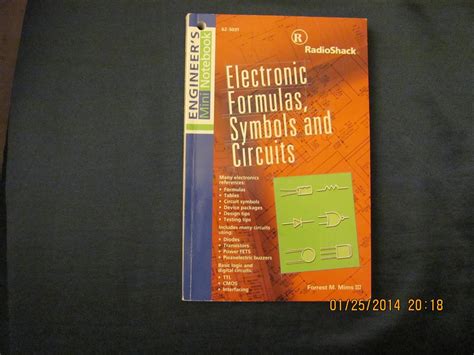 ENGINEER'S
Mini Notebook
62-5027
R
RadioShack
Electronic
Formulas,
Symbols and
Circuits
Many electronics
references:
• Formulas
• Tables
• Circuit symbols
• Device packages
• Design tips
• Testing tips
Includes many circuits
using:
• Diodes
• Transistors
• Power FETS
• Piezoelectric buzzers
Basic logic and
digital circuits:
• TTL
• CMOS
• Interfacing
Forrest M. Mims III
01/25/2014 20:18